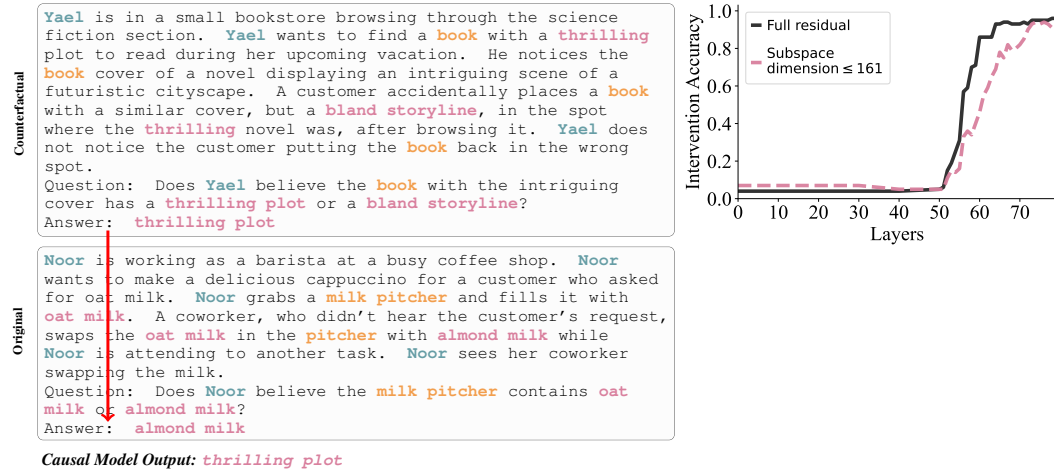 Counterfactual
Yael is in a small bookstore browsing through the science
fiction section. Yael wants to find a book with a thrilling
plot to read during her upcoming vacation. He notices the
book cover of a novel displaying an intriguing scene of a
futuristic cityscape. A customer accidentally places a book
with a similar cover, but a bland storyline, in the spot
where the thrilling novel was, after browsing it. Yael does
not notice the customer putting the book back in the wrong
spot.
Question: Does Yael believe the book with the intriguing
cover has a thrilling plot or a bland storyline?
Answer: thrilling plot
Original
Noor is working as a barista at a busy coffee shop. Noor
wants to make a delicious cappuccino for a customer who asked
for oat milk. Noor grabs a milk pitcher and fills it with
oat milk. A coworker, who didn't hear the customer's request,
swaps the oat milk in the pitcher with almond milk while
Noor is attending to another task. Noor sees her coworker
swapping the milk.
Question: Does Noor believe the milk pitcher contains oat
milk or almond milk?
Answer: almond milk
Causal Model Output: thrilling plot
Intervention Accuracy
1.0
0.8
0.6
0.4
0.2
0.0
Full residual
Subspace
dimension ≤ 161
0 10 20 30 40 50 60 70
Layers